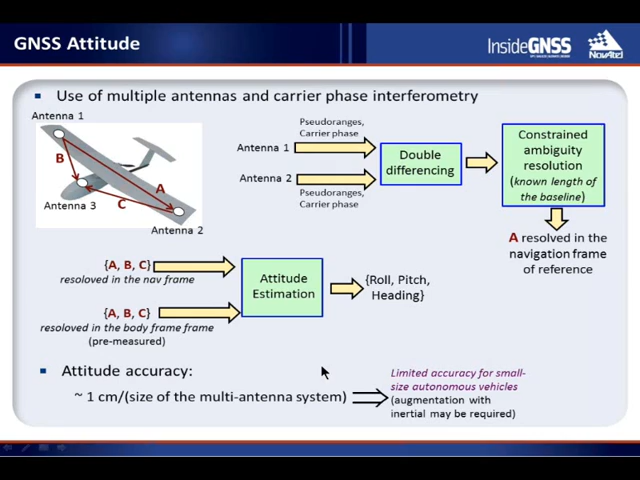 GNSS Attitude
InsideGNSS
NovAtel
Use of multiple antennas and carrier phase interferometry
Antenna 1
B
A
C
Antenna 3
Antenna 2
Pseudoranges,
Carrier phase
Antenna 1
Antenna 2
Pseudoranges,
Carrier phase
Double
differencing
Constrained
ambiguity
resolution
(known length of
the baseline)
A resolved in the
navigation frame
of reference
{A, B, C}
resoloved in the nav frame
{A, B, C}
resoloved in the body frame frame
(pre-measured)
Attitude
Estimation
{Roll, Pitch,
Heading}
Attitude accuracy:
~ 1 cm/(size of the multi-antenna system)
Limited accuracy for small-
size autonomous vehicles
(augmentation with
inertial may be required)